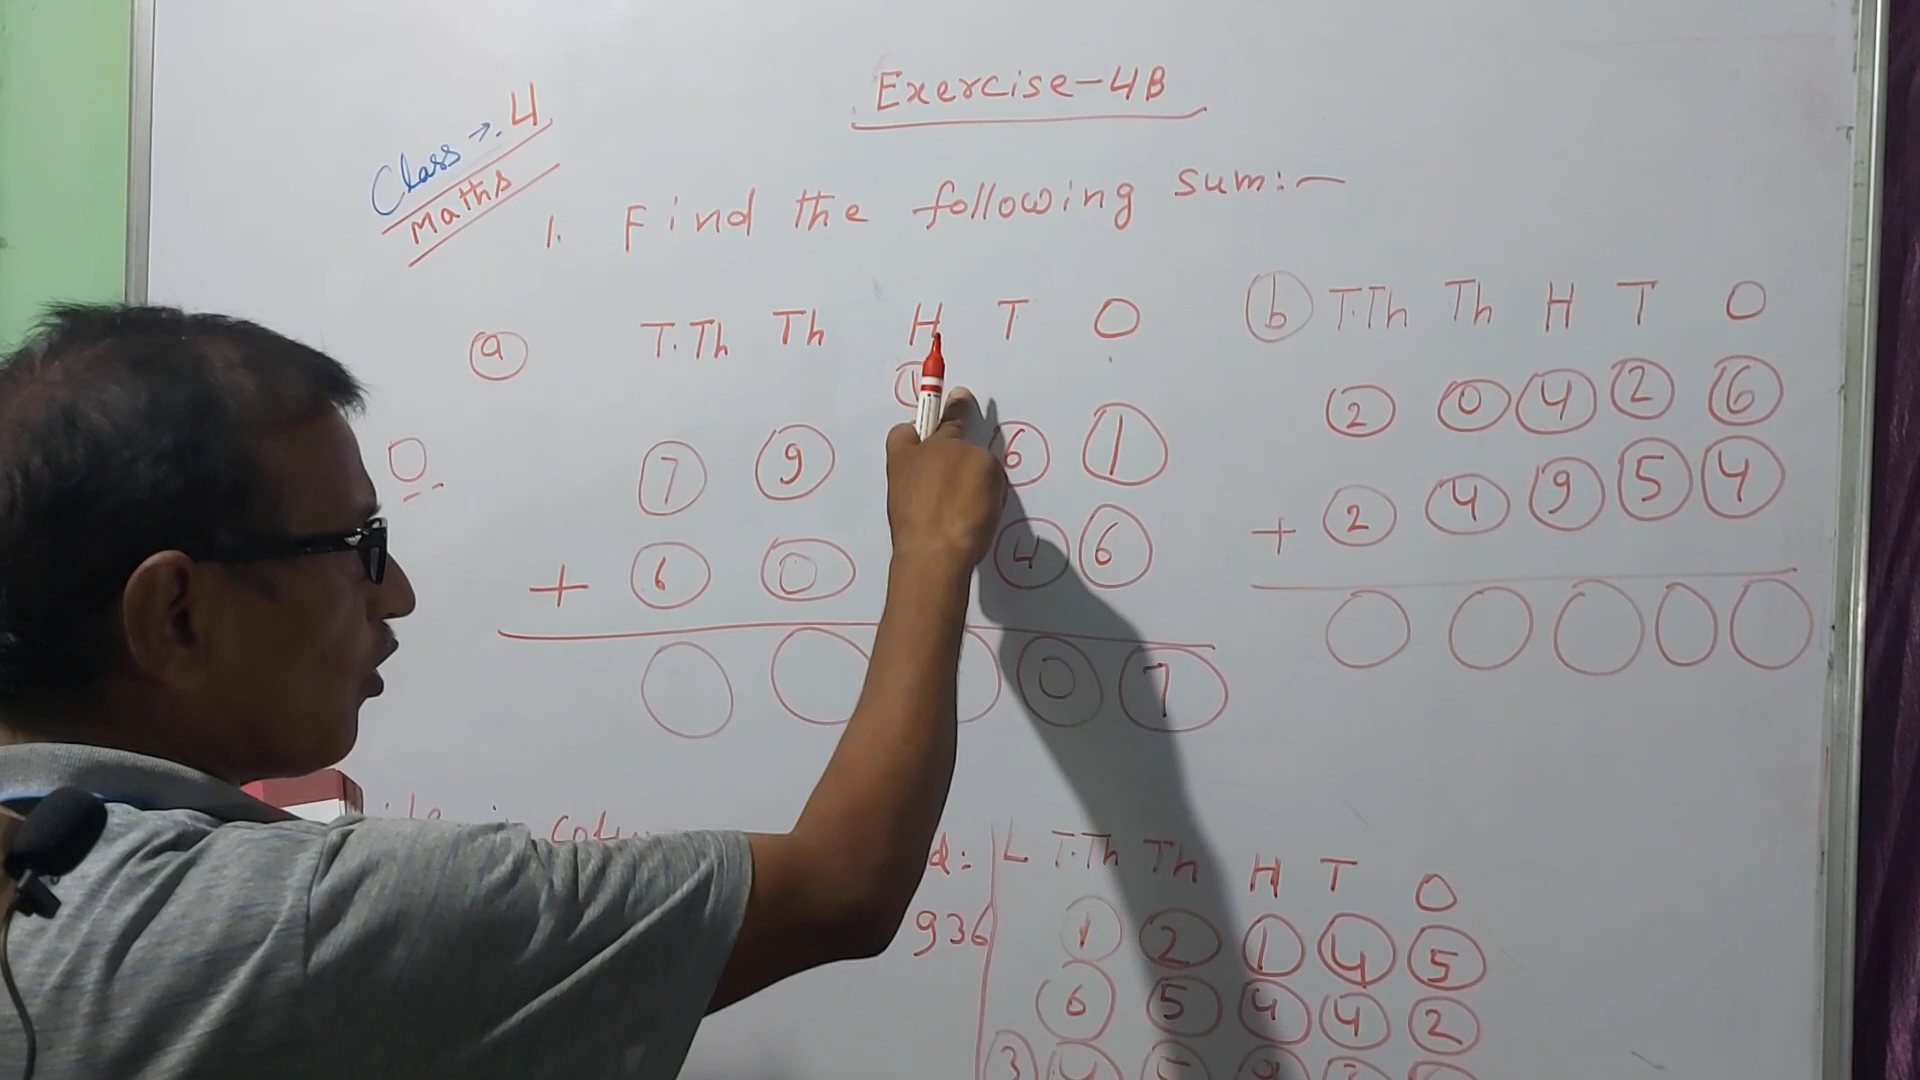 Exercise-4B
Class → 4
Maths
1. Find the following sum:-
a T.Th Th H T O
1
7 9 6 1
+ 6 0 4 6
0 7
O
b T.Th Th H T O
2 0 4 2 6
+ 2 4 9 5 4
d: L T.Th Th H T O
936 1 2 1 4 5
6 5 4 4 2
3 4